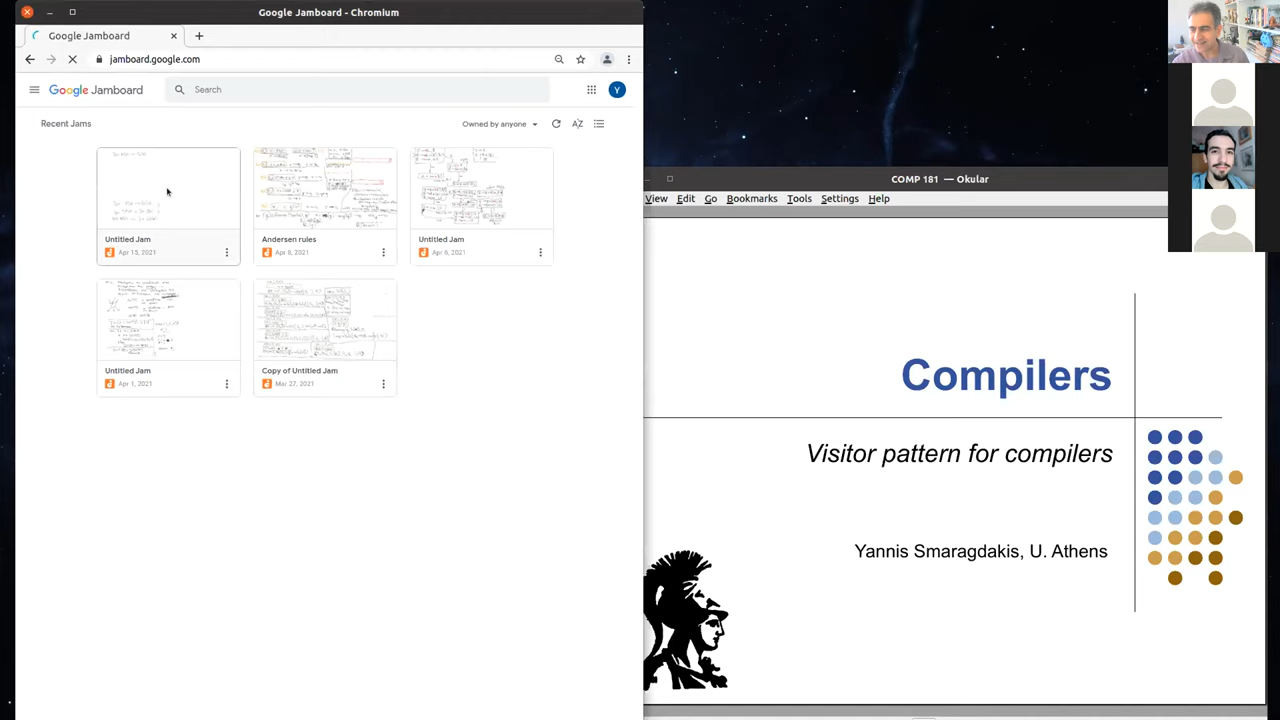 Google Jamboard - Chromium
Google Jamboard
jamboard.google.com
Google Jamboard
Search
Y
Recent Jams
Owned by anyone
AZ
Untitled Jam
Apr 15, 2021
Andersen rules
Apr 8, 2021
Untitled Jam
Apr 6, 2021
Untitled Jam
Apr 1, 2021
Copy of Untitled Jam
Mar 27, 2021
COMP 181 — Okular
View Edit Go Bookmarks Tools Settings Help
Compilers
Visitor pattern for compilers
Yannis Smaragdakis, U. Athens